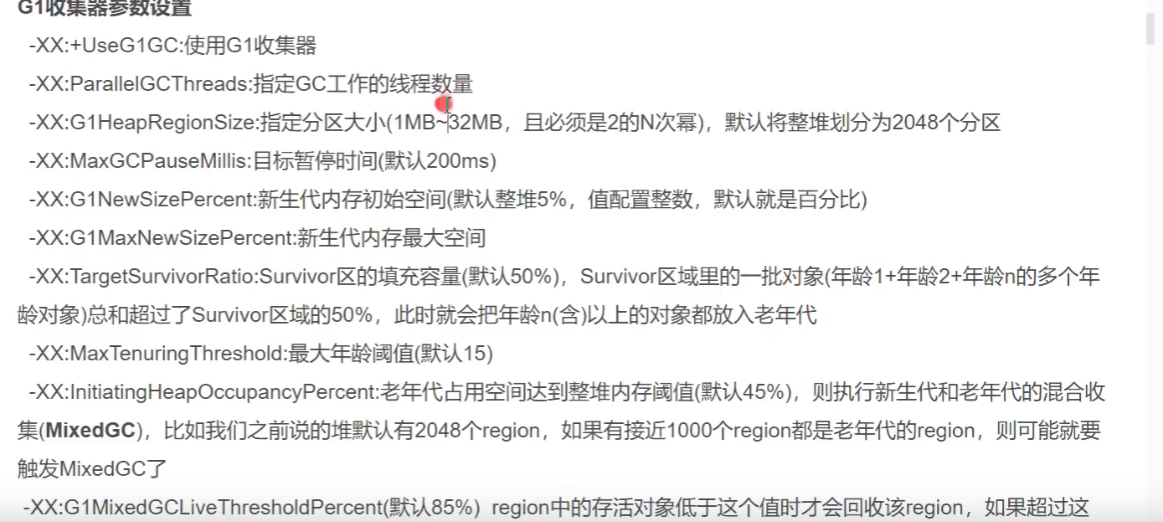 G1收集器参数设置
-XX:+UseG1GC:使用G1收集器
-XX:ParallelGCThreads:指定GC工作的线程数量
-XX:G1HeapRegionSize:指定分区大小(1MB~32MB，且必须是2的N次幂)，默认将整堆划分为2048个分区
-XX:MaxGCPauseMillis:目标暂停时间(默认200ms)
-XX:G1NewSizePercent:新生代内存初始空间(默认整堆5%，值配置整数，默认就是百分比)
-XX:G1MaxNewSizePercent:新生代内存最大空间
-XX:TargetSurvivorRatio:Survivor区的填充容量(默认50%)，Survivor区域里的一批对象(年龄1+年龄2+年龄n的多个年
龄对象)总和超过了Survivor区域的50%，此时就会把年龄n(含)以上的对象都放入老年代
-XX:MaxTenuringThreshold:最大年龄阈值(默认15)
-XX:InitiatingHeapOccupancyPercent:老年代占用空间达到整堆内存阈值(默认45%)，则执行新生代和老年代的混合收
集(MixedGC)，比如我们之前说的堆默认有2048个region，如果有接近1000个region都是老年代的region，则可能就要
触发MixedGC了
-XX:G1MixedGCLiveThresholdPercent(默认85%)  region中的存活对象低于这个值时才会回收该region，如果超过这